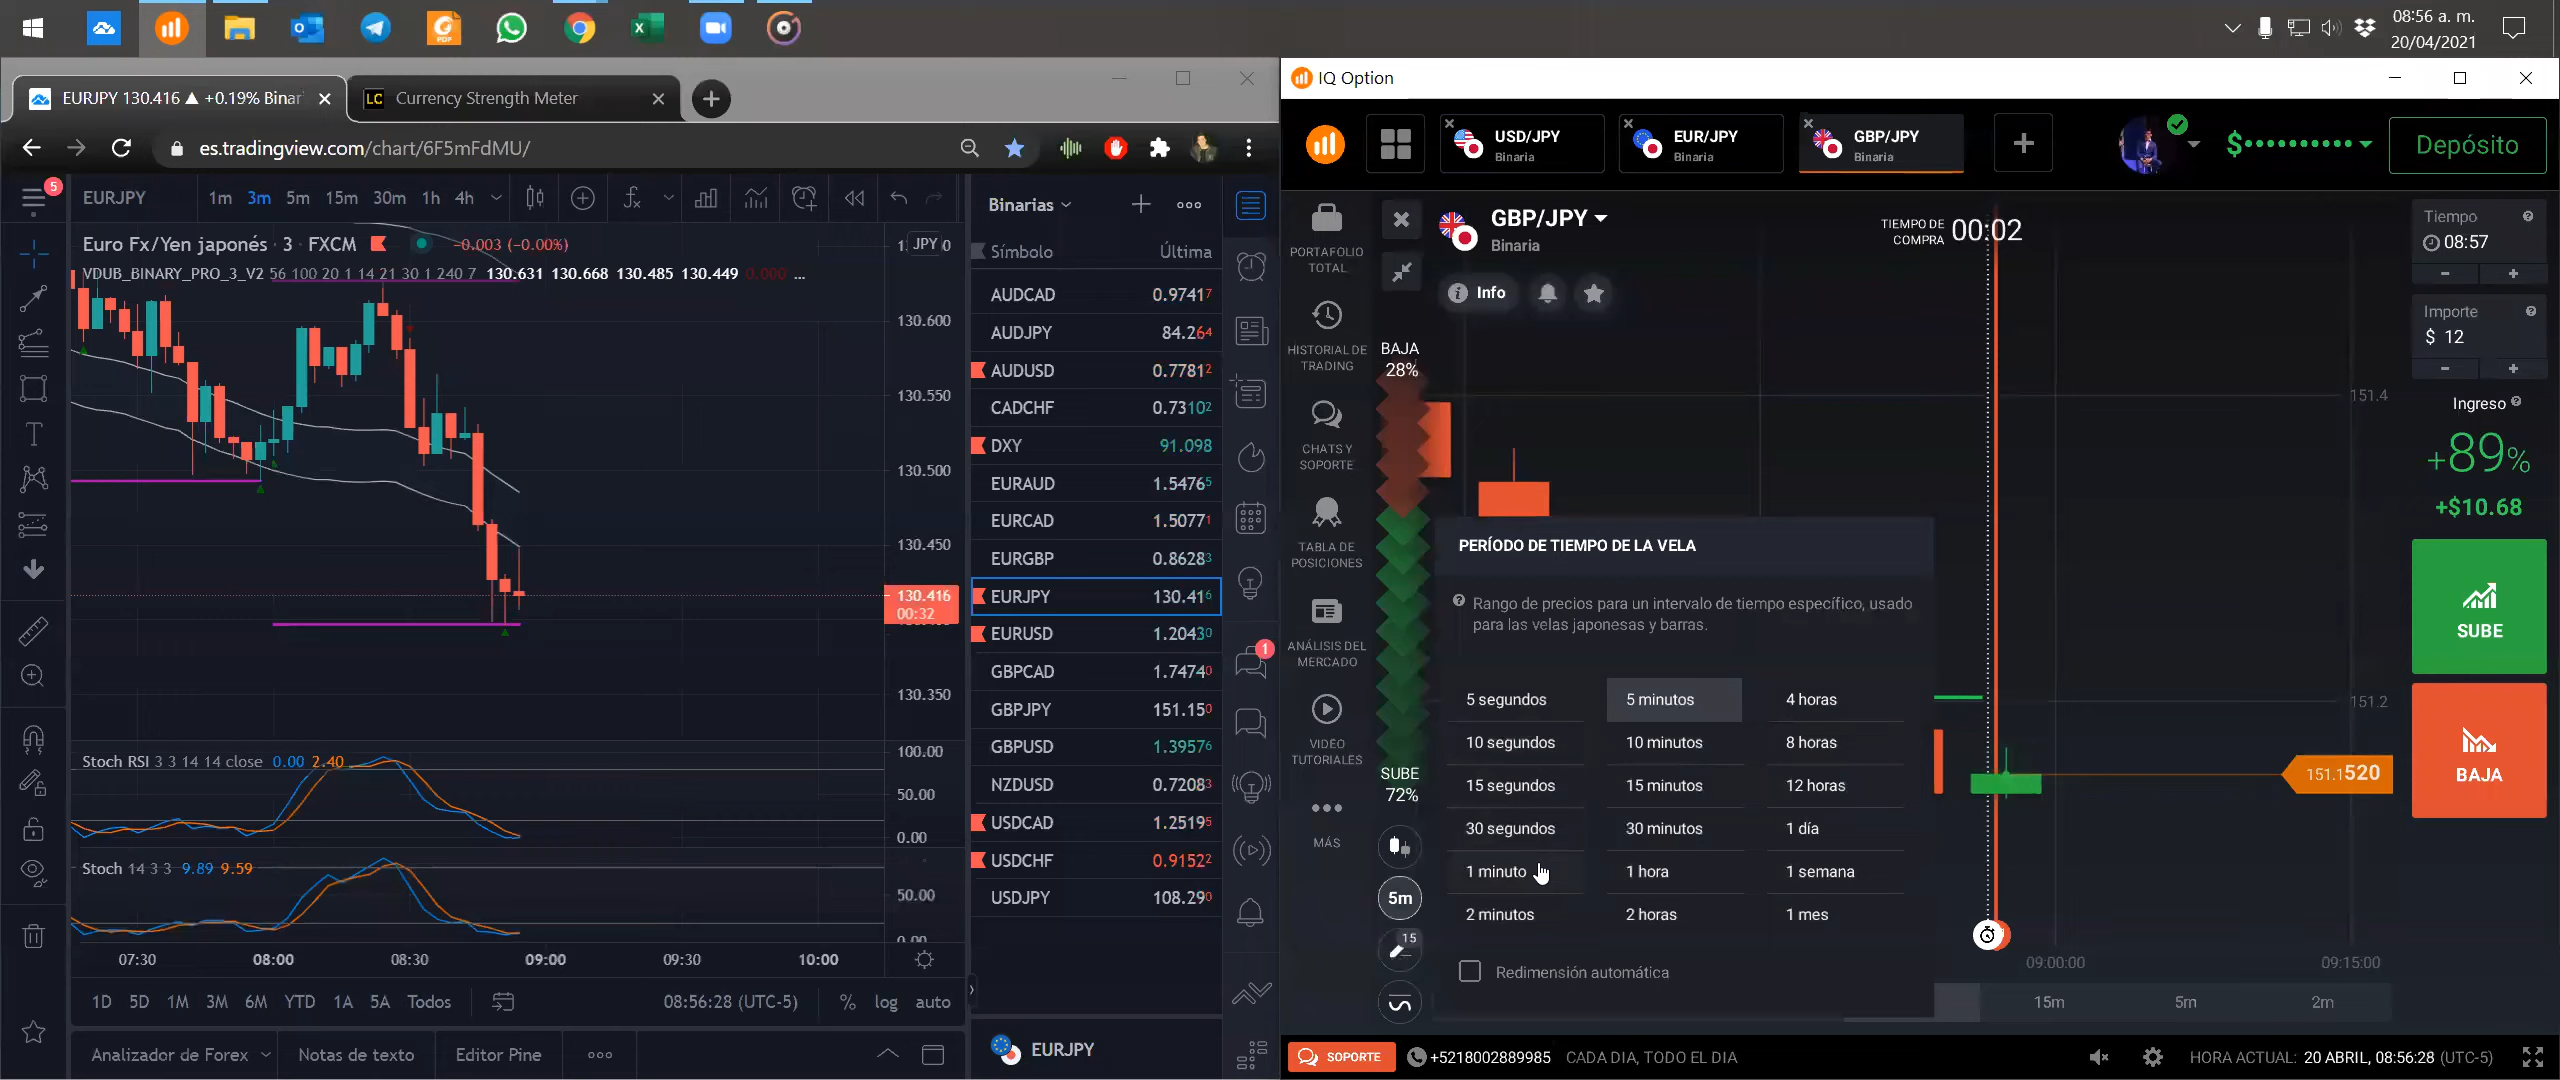 08:56 a. m.
20/04/2021
EURJPY 130.416 ▲ +0.19% Binar
LC Currency Strength Meter
es.tradingview.com/chart/6F5mFdMU/
5
EURJPY 1m 3m 5m 15m 30m 1h 4h
Euro Fx/Yen japonés · 3 · FXCM −0.003 (−0.00%)
JPY
VDUB_BINARY_PRO_3_V2 56 100 20 1 14 21 30 1 240 7 130.631 130.668 130.485 130.449 0.000 ...
130.600
130.550
130.500
130.450
130.416
00:32
130.350
Stoch RSI 3 3 14 14 close 0.00 2.40
100.00
50.00
0.00
Stoch 14 3 3 9.89 9.59
50.00
0.00
07:30 08:00 08:30 09:00 09:30 10:00
1D 5D 1M 3M 6M YTD 1A 5A Todos
08:56:28 (UTC-5) % log auto
Analizador de Forex Notas de texto Editor Pine
Binarias
Símbolo Última
AUDCAD 0.97417
AUDJPY 84.264
AUDUSD 0.77812
CADCHF 0.73102
DXY 91.098
EURAUD 1.54765
EURCAD 1.50771
EURGBP 0.86283
EURJPY 130.416
EURUSD 1.20430
GBPCAD 1.74740
GBPJPY 151.150
GBPUSD 1.39576
NZDUSD 0.72083
USDCAD 1.25195
USDCHF 0.91522
USDJPY 108.290
EURJPY
1
IQ Option
USD/JPY
Binaria
EUR/JPY
Binaria
GBP/JPY
Binaria
$
Depósito
PORTAFOLIO
TOTAL
HISTORIAL DE
TRADING
CHATS Y
SOPORTE
TABLA DE
POSICIONES
ANÁLISIS DEL
MERCADO
VIDEO
TUTORIALES
MÁS
GBP/JPY
Binaria
Info
TIEMPO DE
COMPRA 00:02
BAJA
28%
SUBE
72%
5m
15
PERÍODO DE TIEMPO DE LA VELA
Rango de precios para un intervalo de tiempo específico, usado
para las velas japonesas y barras.
5 segundos 5 minutos 4 horas
10 segundos 10 minutos 8 horas
15 segundos 15 minutos 12 horas
30 segundos 30 minutos 1 día
1 minuto 1 hora 1 semana
2 minutos 2 horas 1 mes
Redimensión automática
151.4
151.2
151.1520
09:00:00 09:15:00
15m 5m 2m
Tiempo
08:57
- +
Importe
$ 12
- +
Ingreso
+89%
+$10.68
SUBE
BAJA
SOPORTE +5218002889985 CADA DIA, TODO EL DIA
HORA ACTUAL: 20 ABRIL, 08:56:28 (UTC-5)